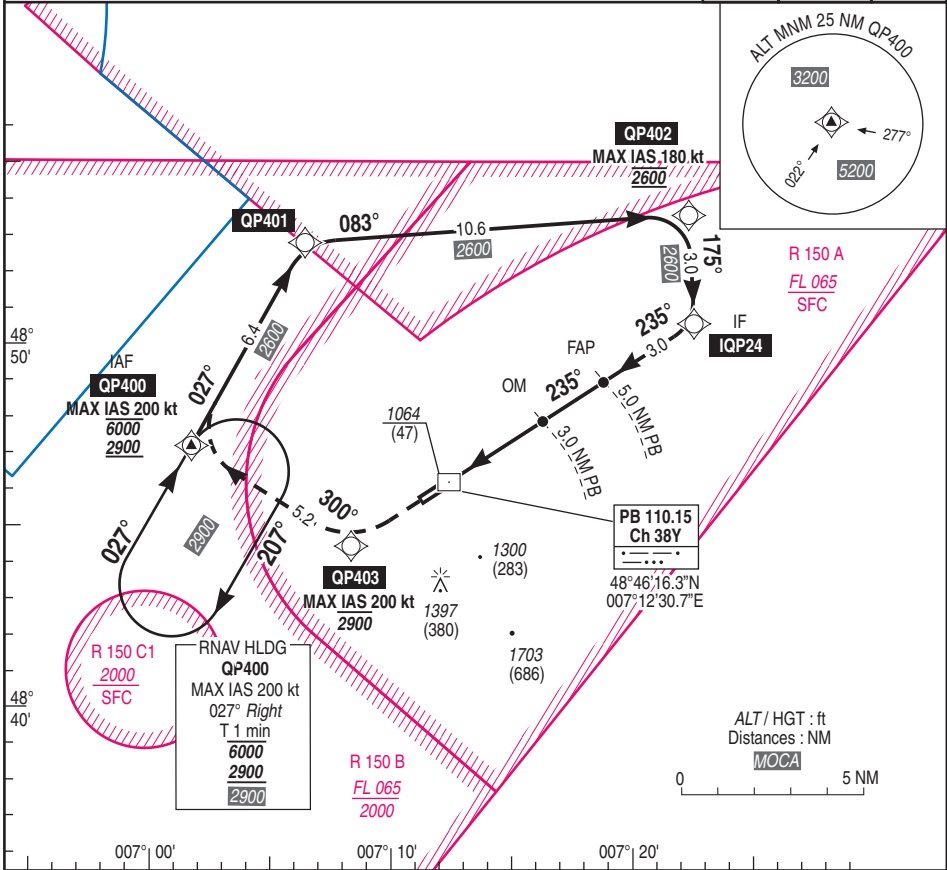 ALT MNM 25 NM QP400
3200
277°
022°
5200
QP402
MAX IAS 180 kt
2600
QP401
083°
10.6
2600
175°
3.0
2600
R 150 A
FL 065
SFC
48°
50'
6.4
2600
027°
235°
3.0
IF
IQP24
FAP
IAF
QP400
MAX IAS 200 kt
6000
2900
OM
235°
5.0 NM PB
3.0 NM PB
1064
(47)
027°
2900
207°
5.2
300°
QP403
MAX IAS 200 kt
2900
1300
(283)
1397
(380)
1703
(686)
PB 110.15
Ch 38Y
48°46'16.3"N
007°12'30.7"E
R 150 C1
2000
SFC
RNAV HLDG
QP400
MAX IAS 200 kt
027° Right
T 1 min
6000
2900
2900
48°
40'
R 150 B
FL 065
2000
ALT / HGT : ft
Distances : NM
MOCA
0
5 NM
007° 00'
007° 10'
007° 20'